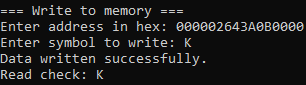 === Write to memory ===
Enter address in hex: 000002643A0B0000
Enter symbol to write: K
Data written successfully.
Read check: K